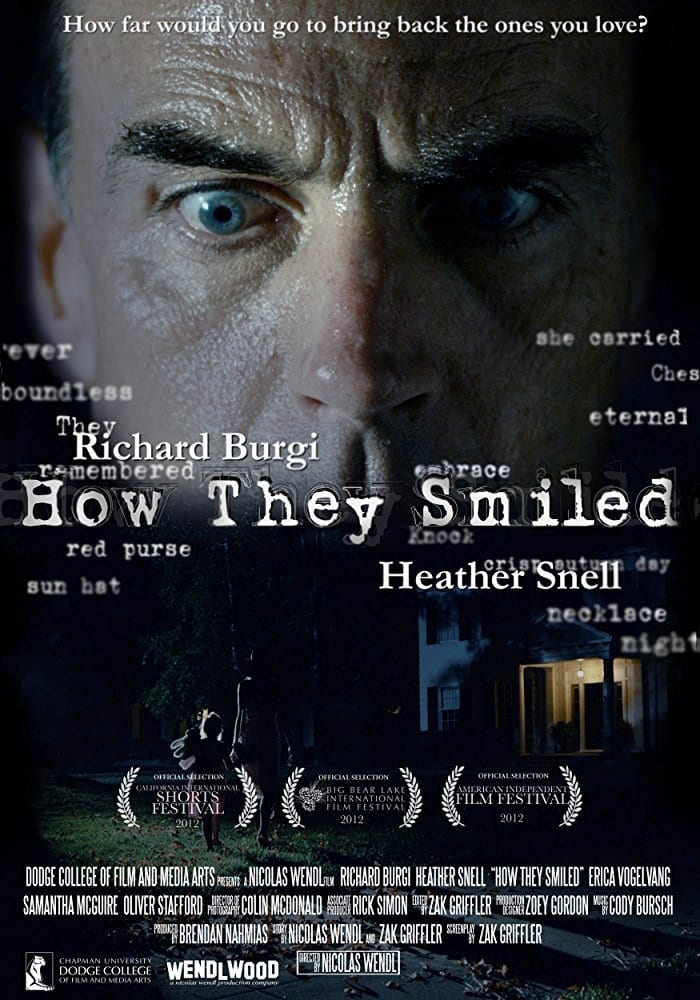 How far would you go to bring back the ones you love?
ever
she carried
Ches
boundless
eternal
They
Richard Burgi
remembered
embrace
How They Smiled
Knock
red purse
crisp autumn day
Heather Snell
sun hat
necklace
night
OFFICIAL SELECTION
CALIFORNIA INTERNATIONAL
SHORTS
FESTIVAL
2012
OFFICIAL SELECTION
BIG BEAR LAKE
INTERNATIONAL
FILM FESTIVAL
2012
OFFICIAL SELECTION
AMERICAN INDEPENDENT
FILM FESTIVAL
2012
DODGE COLLEGE OF FILM AND MEDIA ARTS PRESENTS A NICOLAS WENDL FILM RICHARD BURGI HEATHER SNELL "HOW THEY SMILED" ERICA VOGELVANG
SAMANTHA MCGUIRE OLIVER STAFFORD DIRECTOR OF PHOTOGRAPHY COLIN MCDONALD ASSOCIATE PRODUCER RICK SIMON EDITED BY ZAK GRIFFLER PRODUCTION DESIGNER ZOEY GORDON MUSIC BY CODY BURSCH
PRODUCED BY BRENDAN NAHMIAS STORY BY NICOLAS WENDL AND ZAK GRIFFLER SCREENPLAY BY ZAK GRIFFLER
CHAPMAN UNIVERSITY
DODGE COLLEGE
OF FILM AND MEDIA ARTS
WENDLWOOD
a nicolas wendl production company
DIRECTED BY NICOLAS WENDL